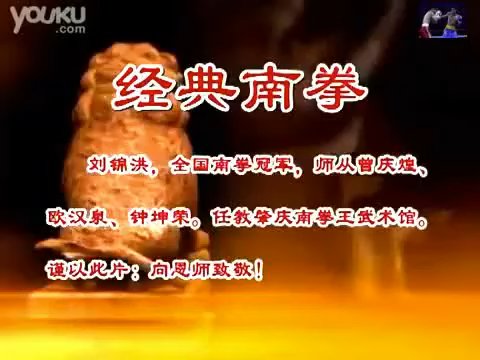 YOUKU
.com
经典南拳
刘锦洪，全国南拳冠军，师从曾庆煌、
欧汉泉、钟坤荣。任教肇庆南拳王武术馆。
谨以此片：向恩师致敬！